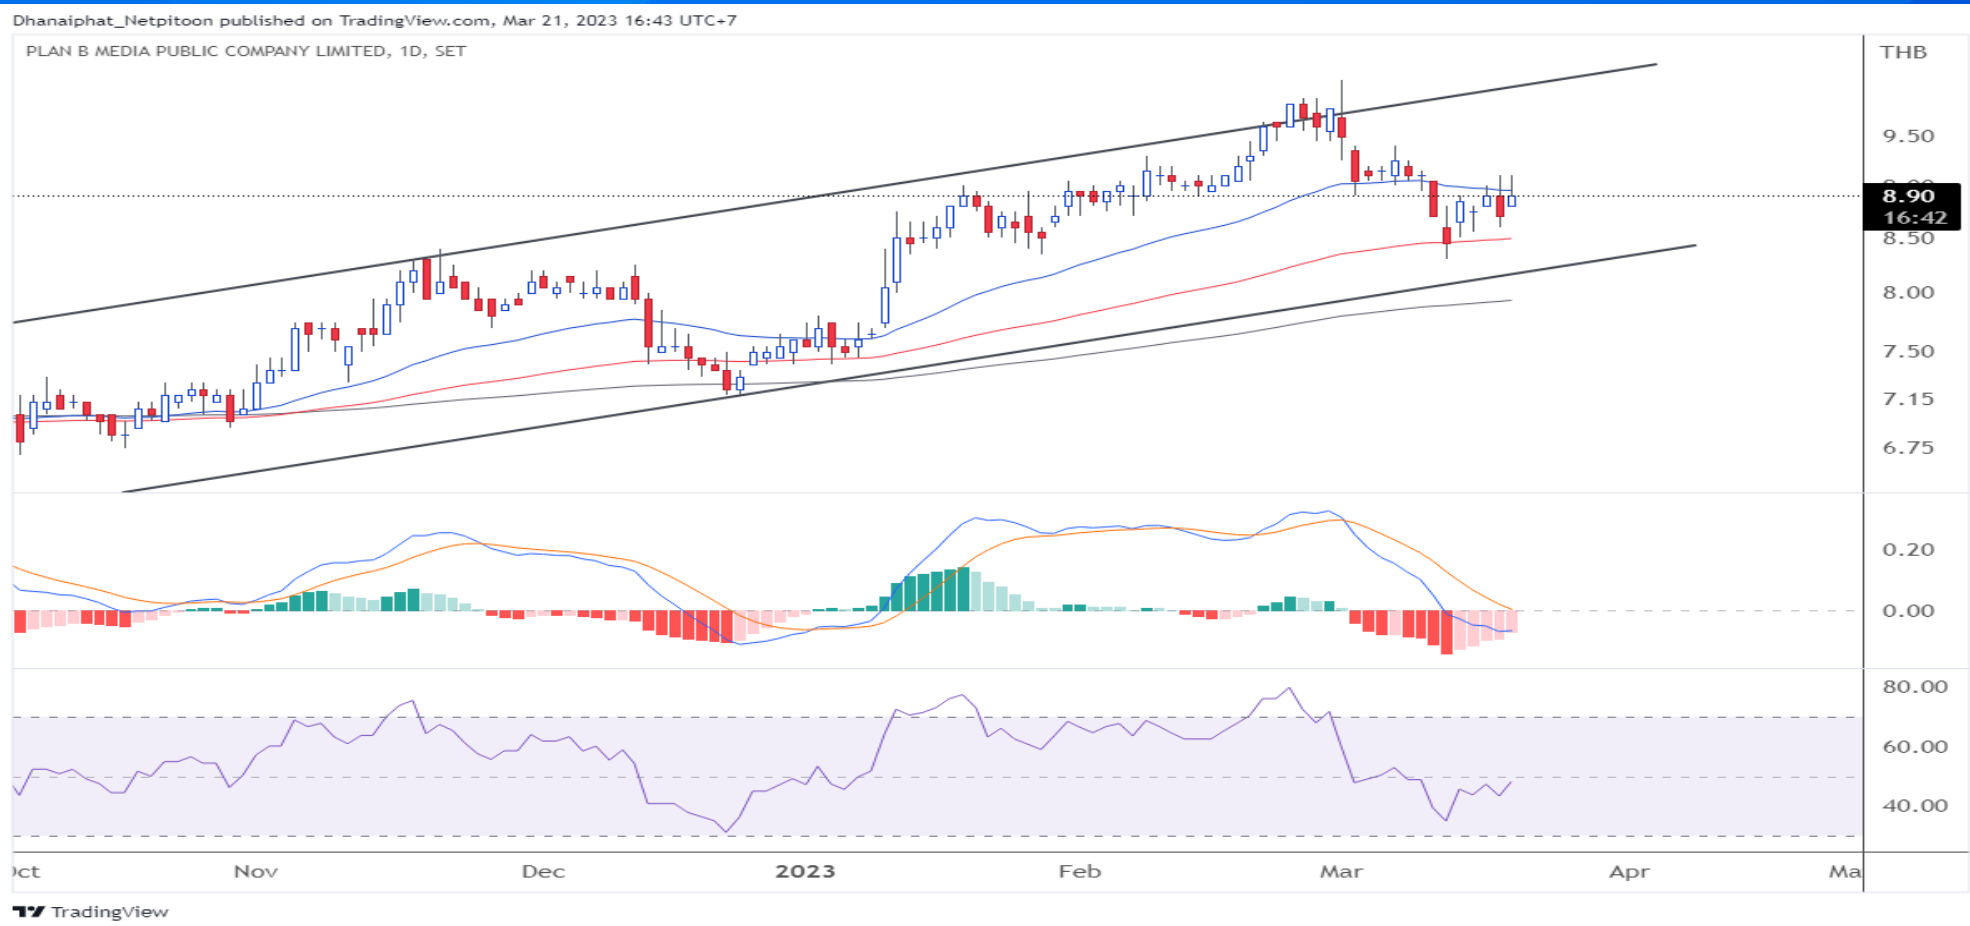 Dhanaiphat_Netpitoon published on TradingView.com, Mar 21, 2023 16:43 UTC+7
PLAN B MEDIA PUBLIC COMPANY LIMITED, 1D, SET
THB
9.50
8.90
16:42
8.50
8.00
7.50
7.15
6.75
0.20
0.00
80.00
60.00
40.00
Nov
Dec
2023
Feb
Mar
Apr
TradingView